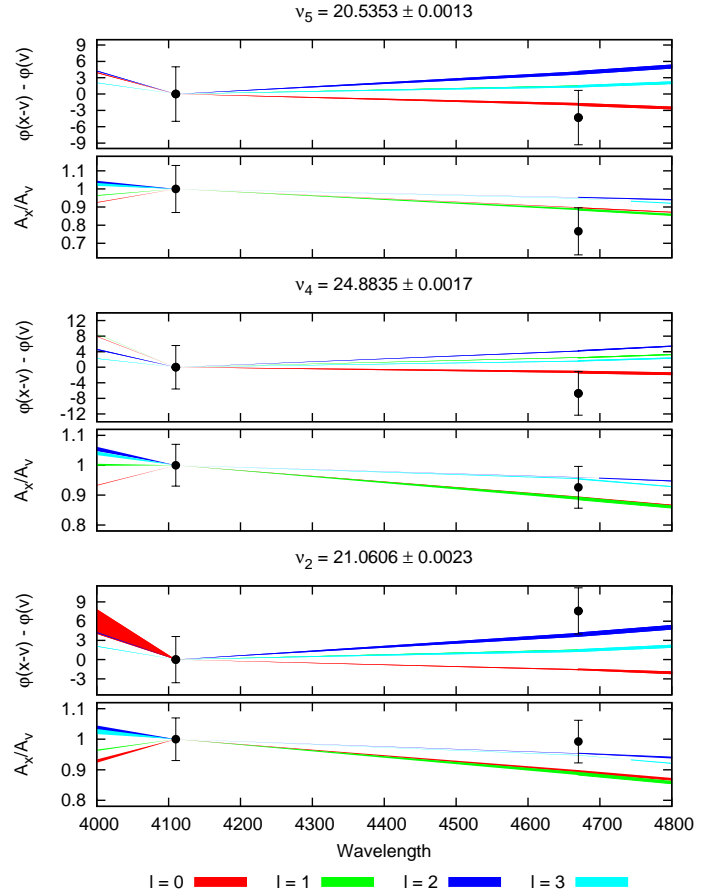 ν5 = 20.5353 ± 0.0013
φ(x-v) - φ(v)
9
6
3
0
-3
-6
-9
Ax/Av
1.1
1
0.9
0.8
0.7
ν4 = 24.8835 ± 0.0017
φ(x-v) - φ(v)
12
8
4
0
-4
-8
-12
Ax/Av
1.1
1
0.9
0.8
ν2 = 21.0606 ± 0.0023
φ(x-v) - φ(v)
9
6
3
0
-3
Ax/Av
1.1
1
0.9
0.8
4000 4100 4200 4300 4400 4500 4600 4700 4800
Wavelength
l = 0 l = 1 l = 2 l = 3